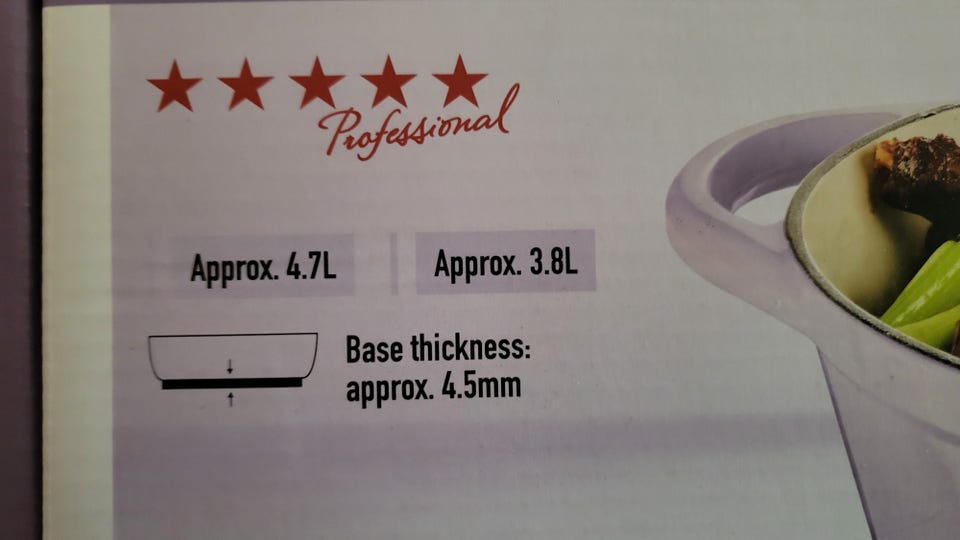 Professional
Approx. 4.7L
Approx. 3.8L
Base thickness:
approx. 4.5mm